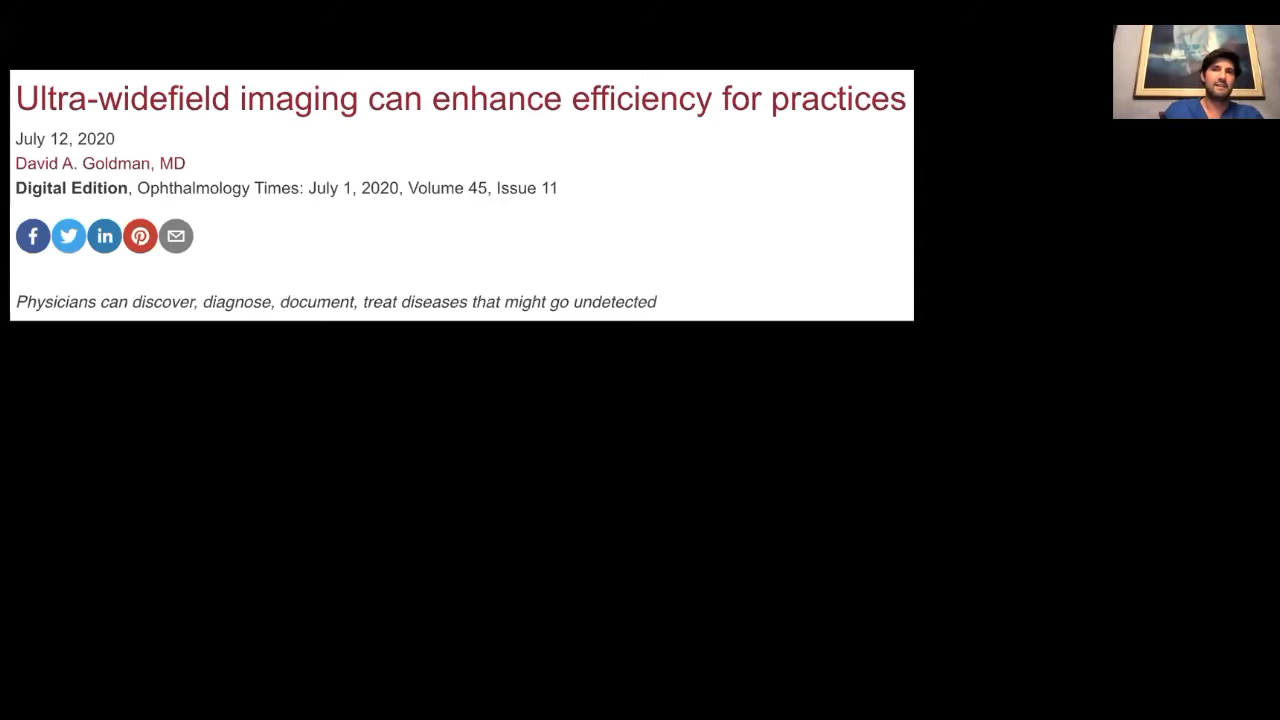 Ultra-widefield imaging can enhance efficiency for practices
July 12, 2020
David A. Goldman, MD
Digital Edition, Ophthalmology Times: July 1, 2020, Volume 45, Issue 11
f in
Physicians can discover, diagnose, document, treat diseases that might go undetected